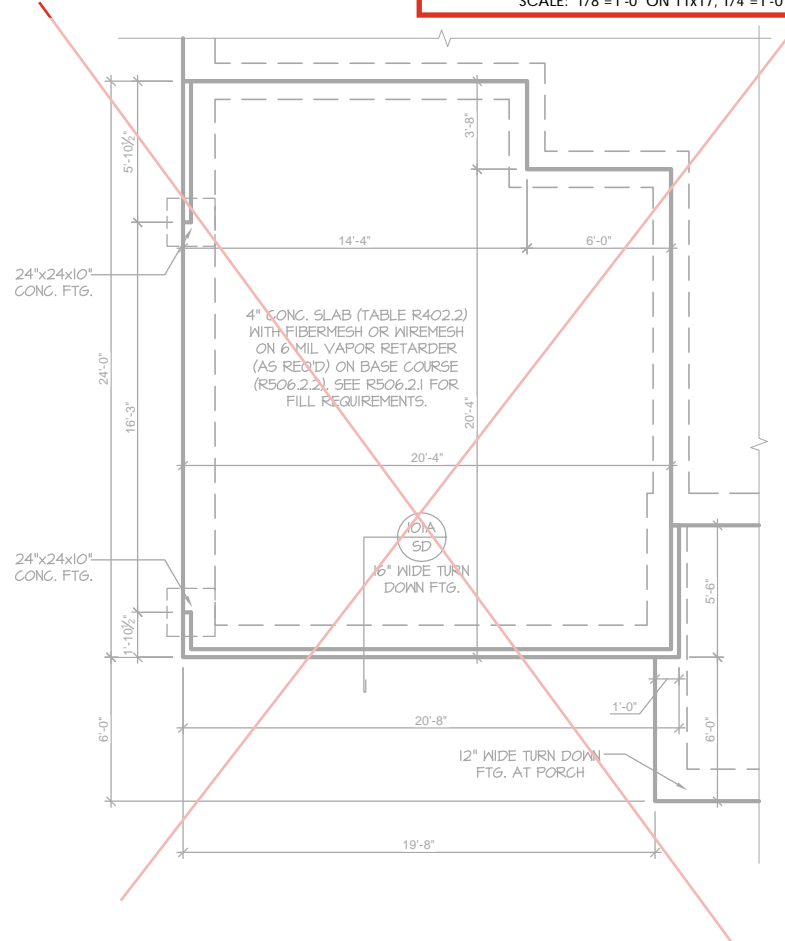 SCALE: 1/8"=1'-0" ON 11x17, 1/4"=1'-0"
5'-10½"
3'-8"
14'-4"
6'-0"
24"x24x10"
CONC. FTG.
4" CONC. SLAB (TABLE R402.2)
WITH FIBERMESH OR WIREMESH
ON 6 MIL VAPOR RETARDER
(AS REQ'D) ON BASE COURSE
(R506.2.2). SEE R506.2.1 FOR
FILL REQUIREMENTS.
24'-0"
16'-3"
20'-4"
20'-4"
101A
SD
16" WIDE TURN
DOWN FTG.
24"x24x10"
CONC. FTG.
5'-6"
1'-10½"
1'-0"
20'-8"
6'-0"
6'-0"
12" WIDE TURN DOWN
FTG. AT PORCH
19'-8"